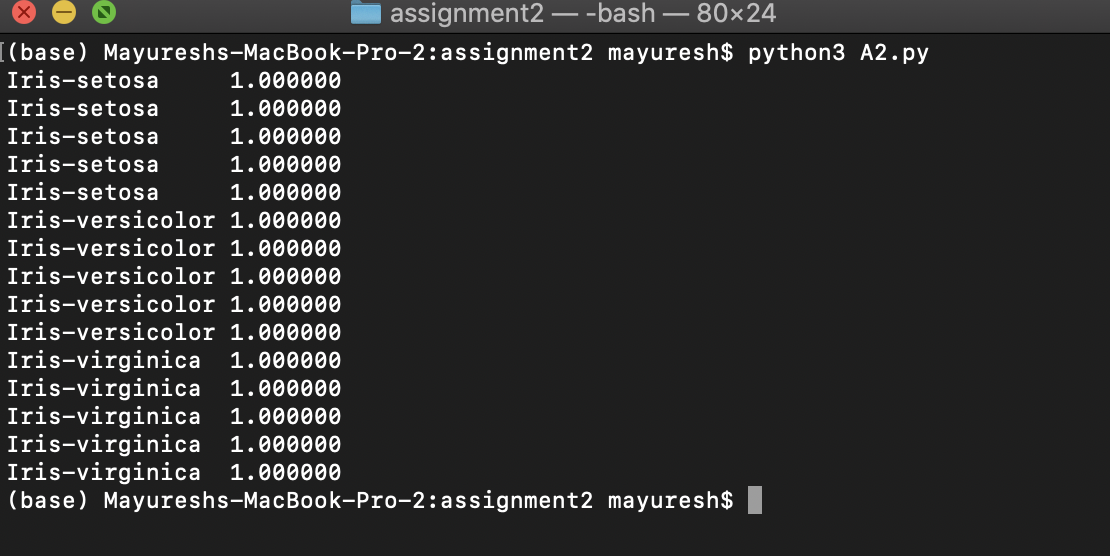 assignment2 — -bash — 80×24
(base) Mayureshs-MacBook-Pro-2:assignment2 mayuresh$ python3 A2.py
Iris-setosa     1.000000
Iris-setosa     1.000000
Iris-setosa     1.000000
Iris-setosa     1.000000
Iris-setosa     1.000000
Iris-versicolor 1.000000
Iris-versicolor 1.000000
Iris-versicolor 1.000000
Iris-versicolor 1.000000
Iris-versicolor 1.000000
Iris-virginica  1.000000
Iris-virginica  1.000000
Iris-virginica  1.000000
Iris-virginica  1.000000
Iris-virginica  1.000000
(base) Mayureshs-MacBook-Pro-2:assignment2 mayuresh$